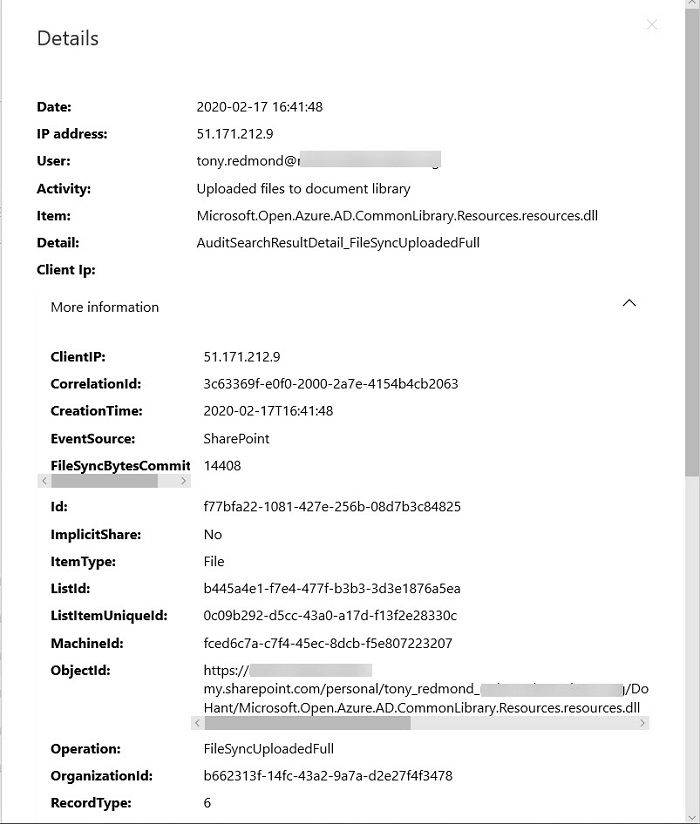 Details
Date: 2020-02-17 16:41:48
IP address: 51.171.212.9
User: tony.redmond@
Activity: Uploaded files to document library
Item: Microsoft.Open.Azure.AD.CommonLibrary.Resources.resources.dll
Detail: AuditSearchResultDetail_FileSyncUploadedFull
Client Ip:
More information
ClientIP: 51.171.212.9
CorrelationId: 3c63369f-e0f0-2000-2a7e-4154b4cb2063
CreationTime: 2020-02-17T16:41:48
EventSource: SharePoint
FileSyncBytesCommit 14408
Id: f77bfa22-1081-427e-256b-08d7b3c84825
ImplicitShare: No
ItemType: File
ListId: b445a4e1-f7e4-477f-b3b3-3d3e1876a5ea
ListItemUniqueId: 0c09b292-d5cc-43a0-a17d-f13f2e28330c
MachineId: fced6c7a-c7f4-45ec-8dcb-f5e807223207
ObjectId: https://
my.sharepoint.com/personal/tony_redmond_ /Do
Hant/Microsoft.Open.Azure.AD.CommonLibrary.Resources.resources.dll
Operation: FileSyncUploadedFull
OrganizationId: b662313f-14fc-43a2-9a7a-d2e27f4f3478
RecordType: 6